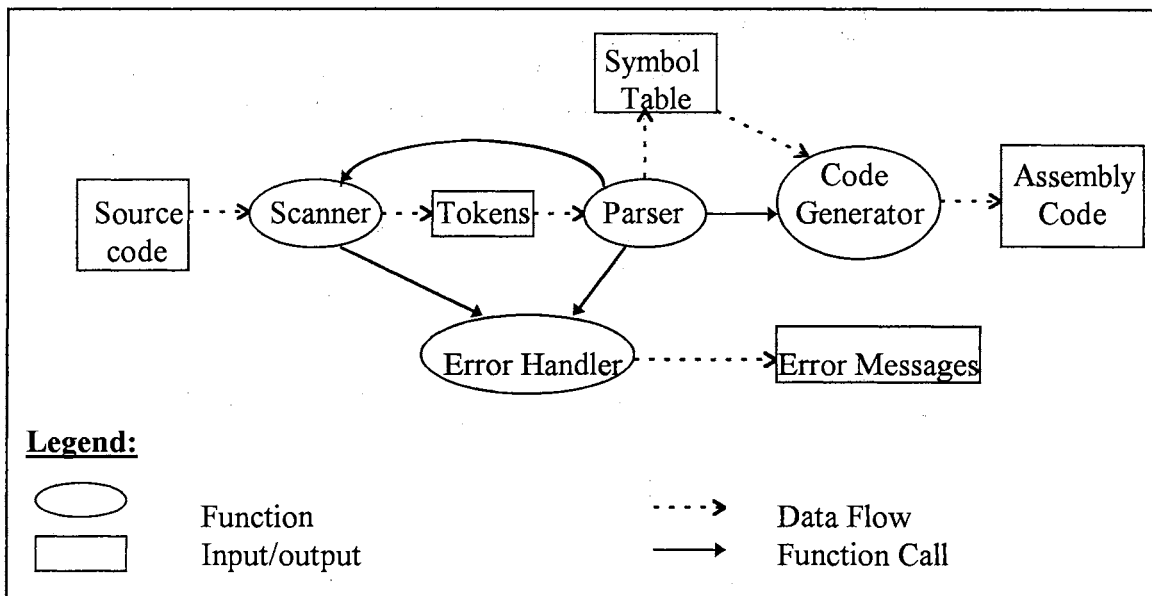 Symbol
Table
Source
code
Scanner
Tokens
Parser
Code
Generator
Assembly
Code
Error Handler
Error Messages
Legend:
Function
Data Flow
Input/output
Function Call